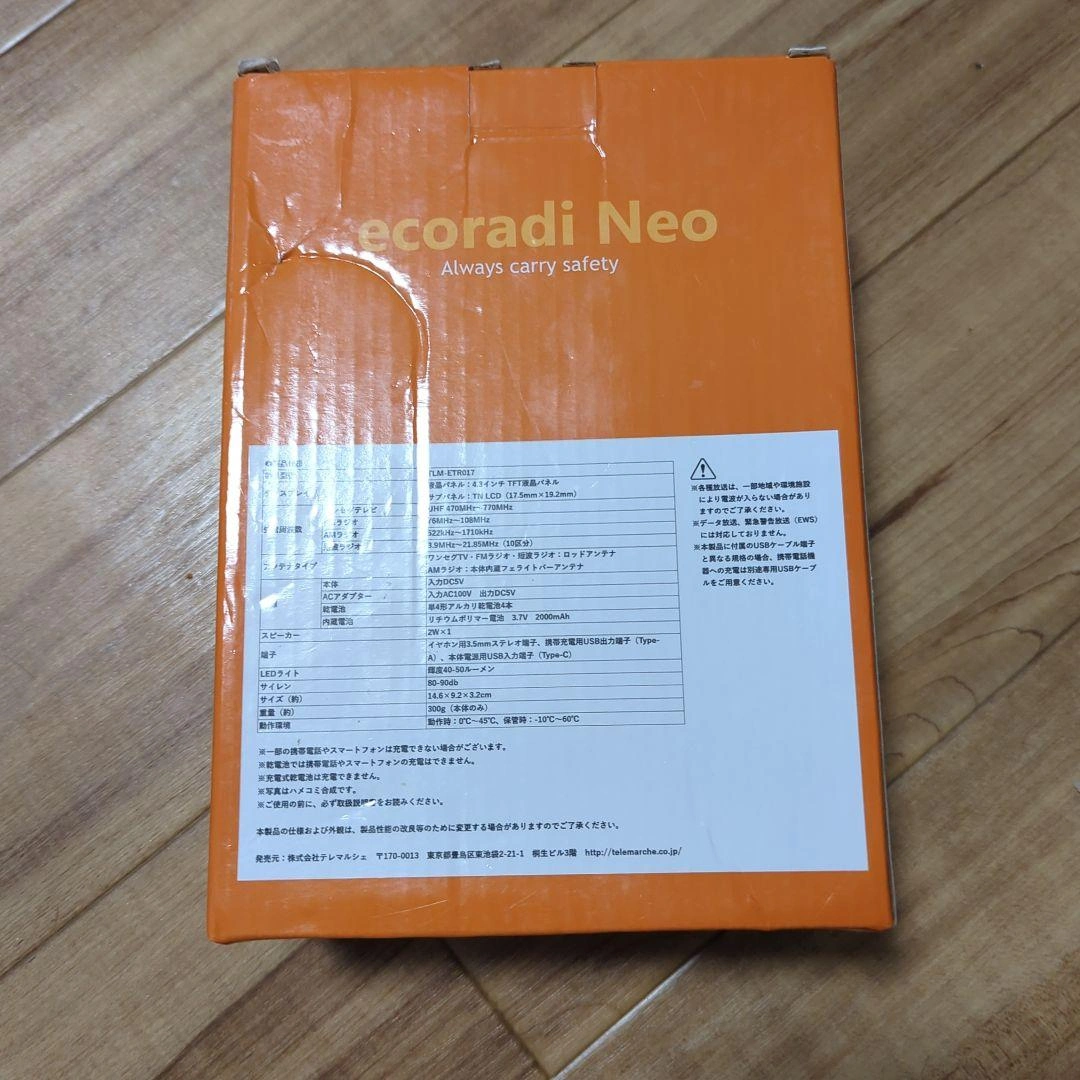 ecoradi Neo
Always carry safety
TLM-ETR017
液晶パネル：4.3インチ TFT液晶パネル
サブパネル：TN LCD（17.5mm×19.2mm）
UHF 470MHz～ 770MHz
ラジオ 76MHz～108MHz
AMラジオ 522kHz～1710kHz
短波ラジオ 3.9MHz～21.85MHz（10区分）
アンテナタイプ ワンセグTV・FMラジオ・短波ラジオ：ロッドアンテナ
AMラジオ：本体内蔵フェライトバーアンテナ
本体 入力DC5V
ACアダプター 入力AC100V 出力DC5V
乾電池 単4形アルカリ乾電池4本
内蔵電池 リチウムポリマー電池 3.7V 2000mAh
スピーカー 2W×1
端子 イヤホン用3.5mmステレオ端子、携帯充電用USB出力端子（Type-
A）、本体電源用USB入力端子（Type-C）
LEDライト 輝度40-50ルーメン
サイレン 80-90db
サイズ（約） 14.6×9.2×3.2cm
重量（約） 300g（本体のみ）
動作環境 動作時：0℃～45℃、保管時：-10℃～60℃
※一部の携帯電話やスマートフォンは充電できない場合がございます。
※乾電池では携帯電話やスマートフォンの充電はできません。
※充電式乾電池は充電できません。
※写真はハメコミ合成です。
※ご使用の前に、必ず取扱説明書をお読みください。
本製品の仕様および外観は、製品性能の改良等のために変更する場合がありますのでご了承ください。
発売元：株式会社テレマルシェ 〒170-0013 東京都豊島区東池袋2-21-1 桐生ビル3階 http://telemarche.co.jp/
※各種放送は、一部地域や環境施設
により電波が入らない場合があり
ますのでご了承ください。
※データ放送、緊急警告放送（EWS）
には対応しておりません。
※本製品に付属のUSBケーブル端子
と異なる規格の場合、携帯電話機
器への充電は別途専用USBケーブ
ルをご用意ください。